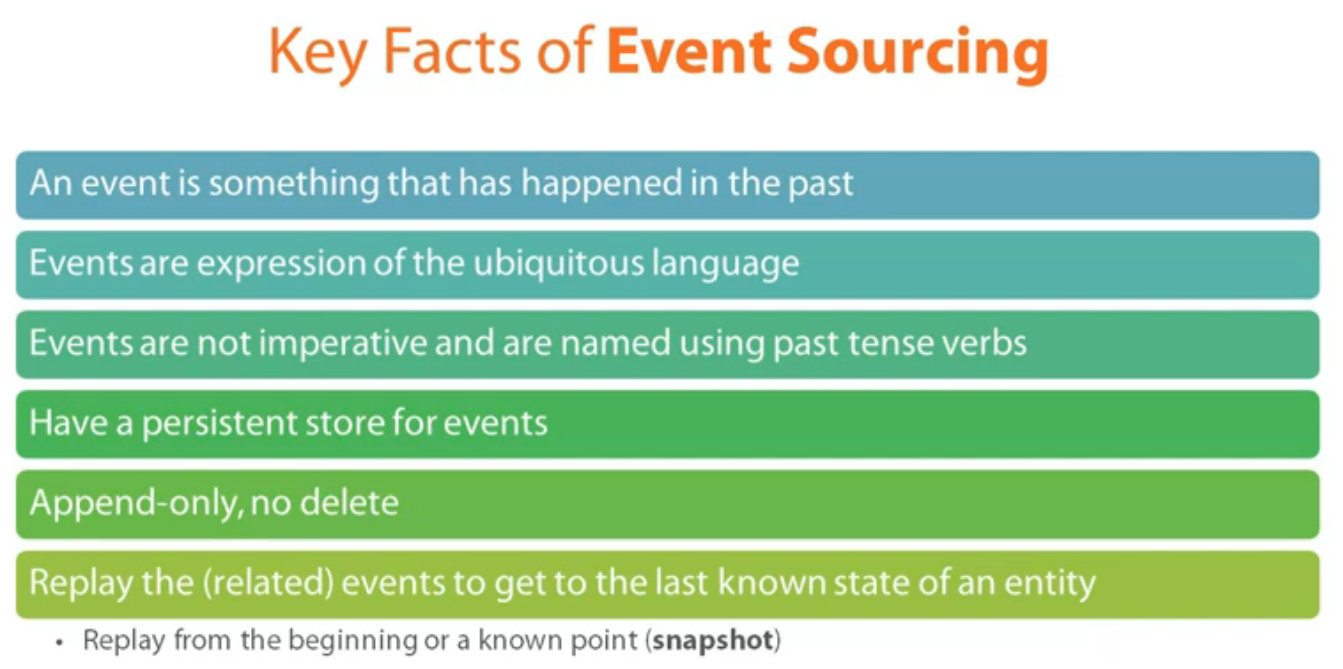 Key Facts of Event Sourcing
An event is something that has happened in the past
Events are expression of the ubiquitous language
Events are not imperative and are named using past tense verbs
Have a persistent store for events
Append-only, no delete
Replay the (related) events to get to the last known state of an entity
• Replay from the beginning or a known point (snapshot)